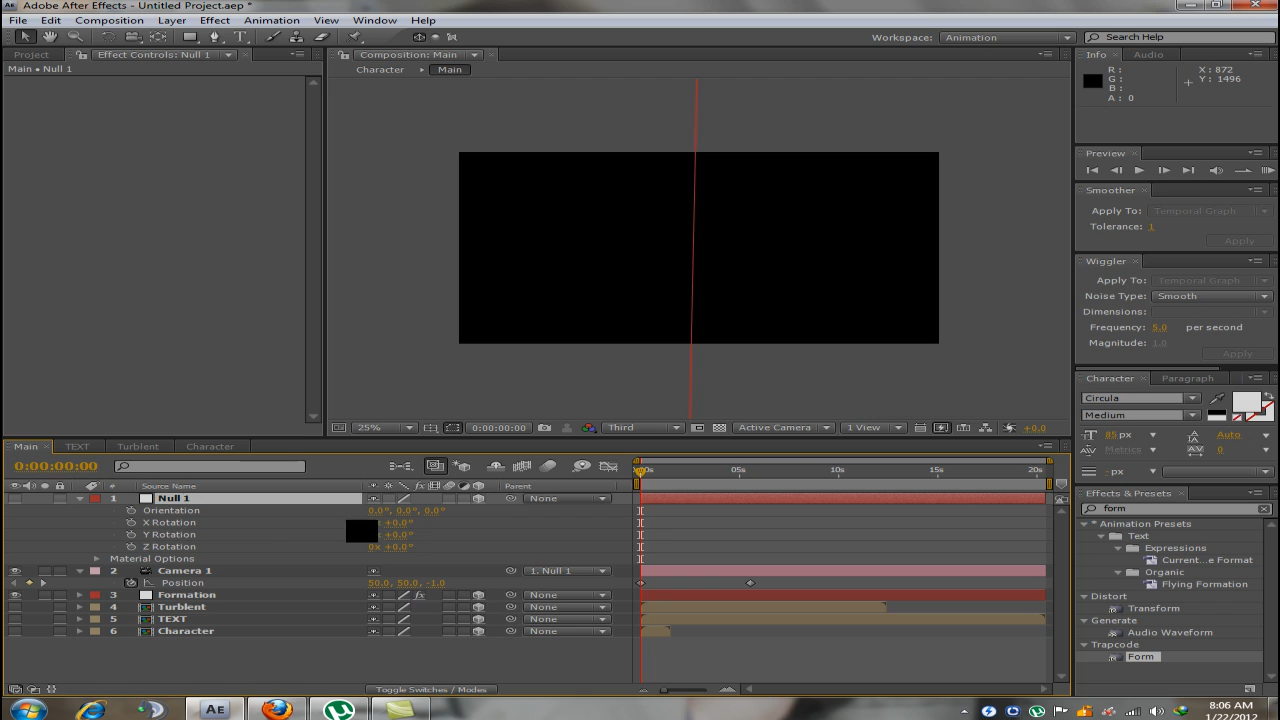 Adobe After Effects - Untitled Project.aep *
File Edit Composition Layer Effect Animation View Window Help
Workspace: Animation Search Help
Project Effect Controls: Null 1
Main • Null 1
Composition: Main
Character Main
Info Audio
R: X: 872
G: Y: 1496
B:
A: 0
Preview
Smoother
Apply To: Temporal Graph
Tolerance: 1
Apply
Wiggler
Apply To: Temporal Graph
Noise Type: Smooth
Dimensions:
Frequency: 5.0 per second
Magnitude: 1.0
Apply
Character Paragraph
Circula
Medium
85 px Auto
Metrics 0
- px
25% 0:00:00:00 Third Active Camera 1 View +0.0
Main TEXT Turblent Character
0:00:00:00
05s 10s 15s 20s
# Source Name Parent
1 Null 1 None
Orientation 0.0°, 0.0°, 0.0°
X Rotation x +0.0°
Y Rotation x +0.0°
Z Rotation 0x +0.0°
Material Options
2 Camera 1 1. Null 1
Position 50.0, 50.0, -1.0
3 Formation fx None
4 Turblent None
5 TEXT None
6 Character None
Toggle Switches / Modes
Effects & Presets
form
* Animation Presets
Text
Expressions
Current...e Format
Organic
Flying Formation
Distort
Transform
Generate
Audio Waveform
Trapcode
Form
8:06 AM
1/22/2012